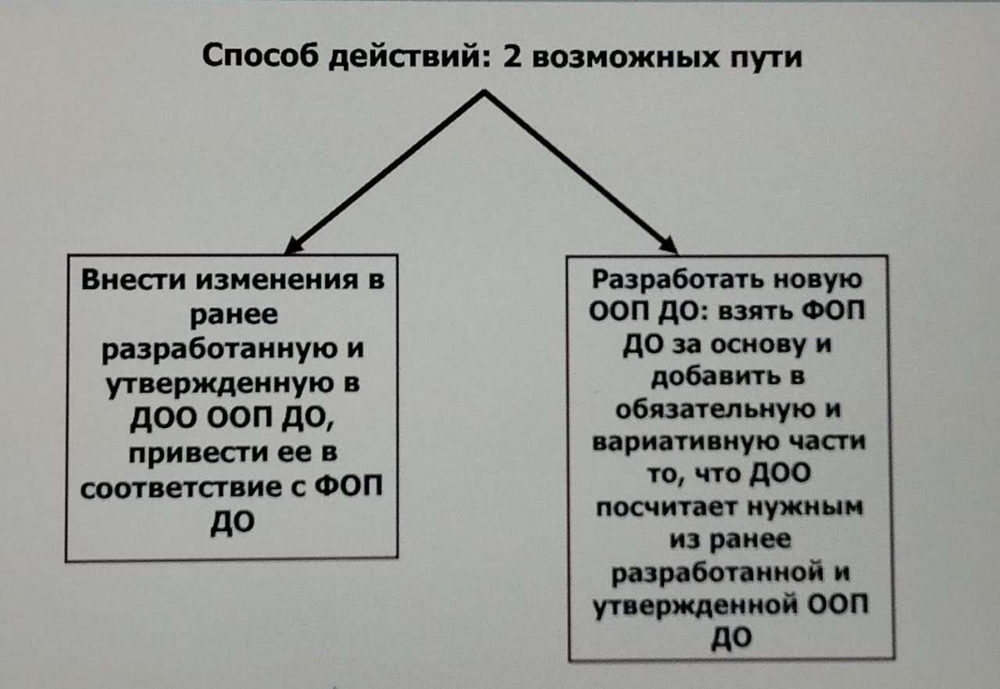 Способ действий: 2 возможных пути
Внести изменения в
ранее
разработанную и
утвержденную в
ДОО ООП ДО,
привести ее в
соответствие с ФОП
ДО
Разработать новую
ООП ДО: взять ФОП
ДО за основу и
добавить в
обязательную и
вариативную части
то, что ДОО
посчитает нужным
из ранее
разработанной и
утвержденной ООП
ДО